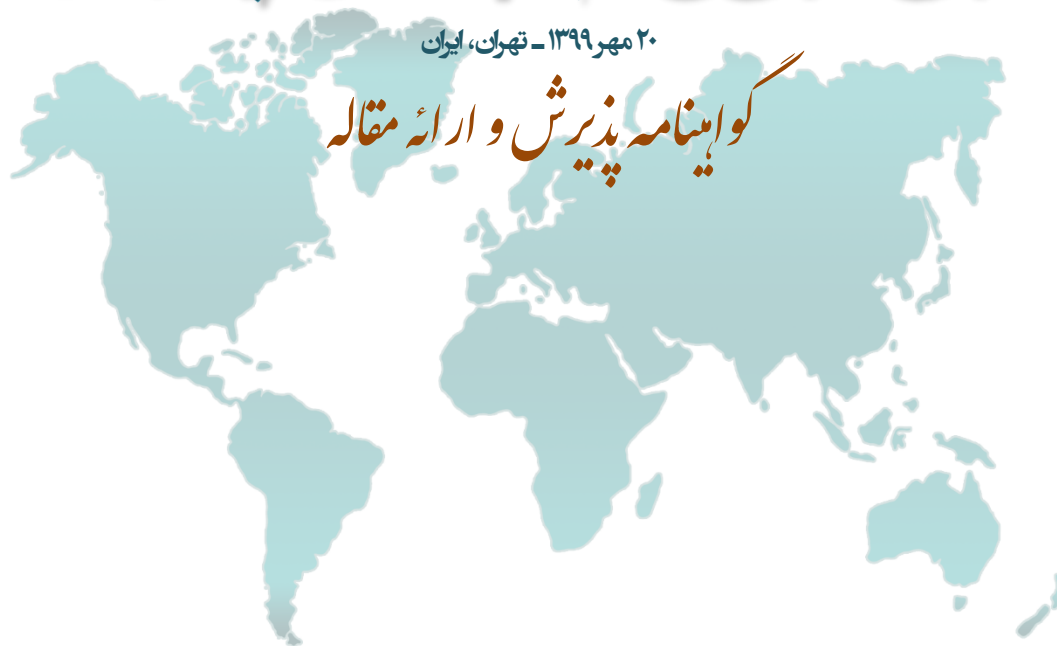 ۲۰ مهر ۱۳۹۹ - تهران، ایران
گواهینامه پذیرش و ارائه مقاله